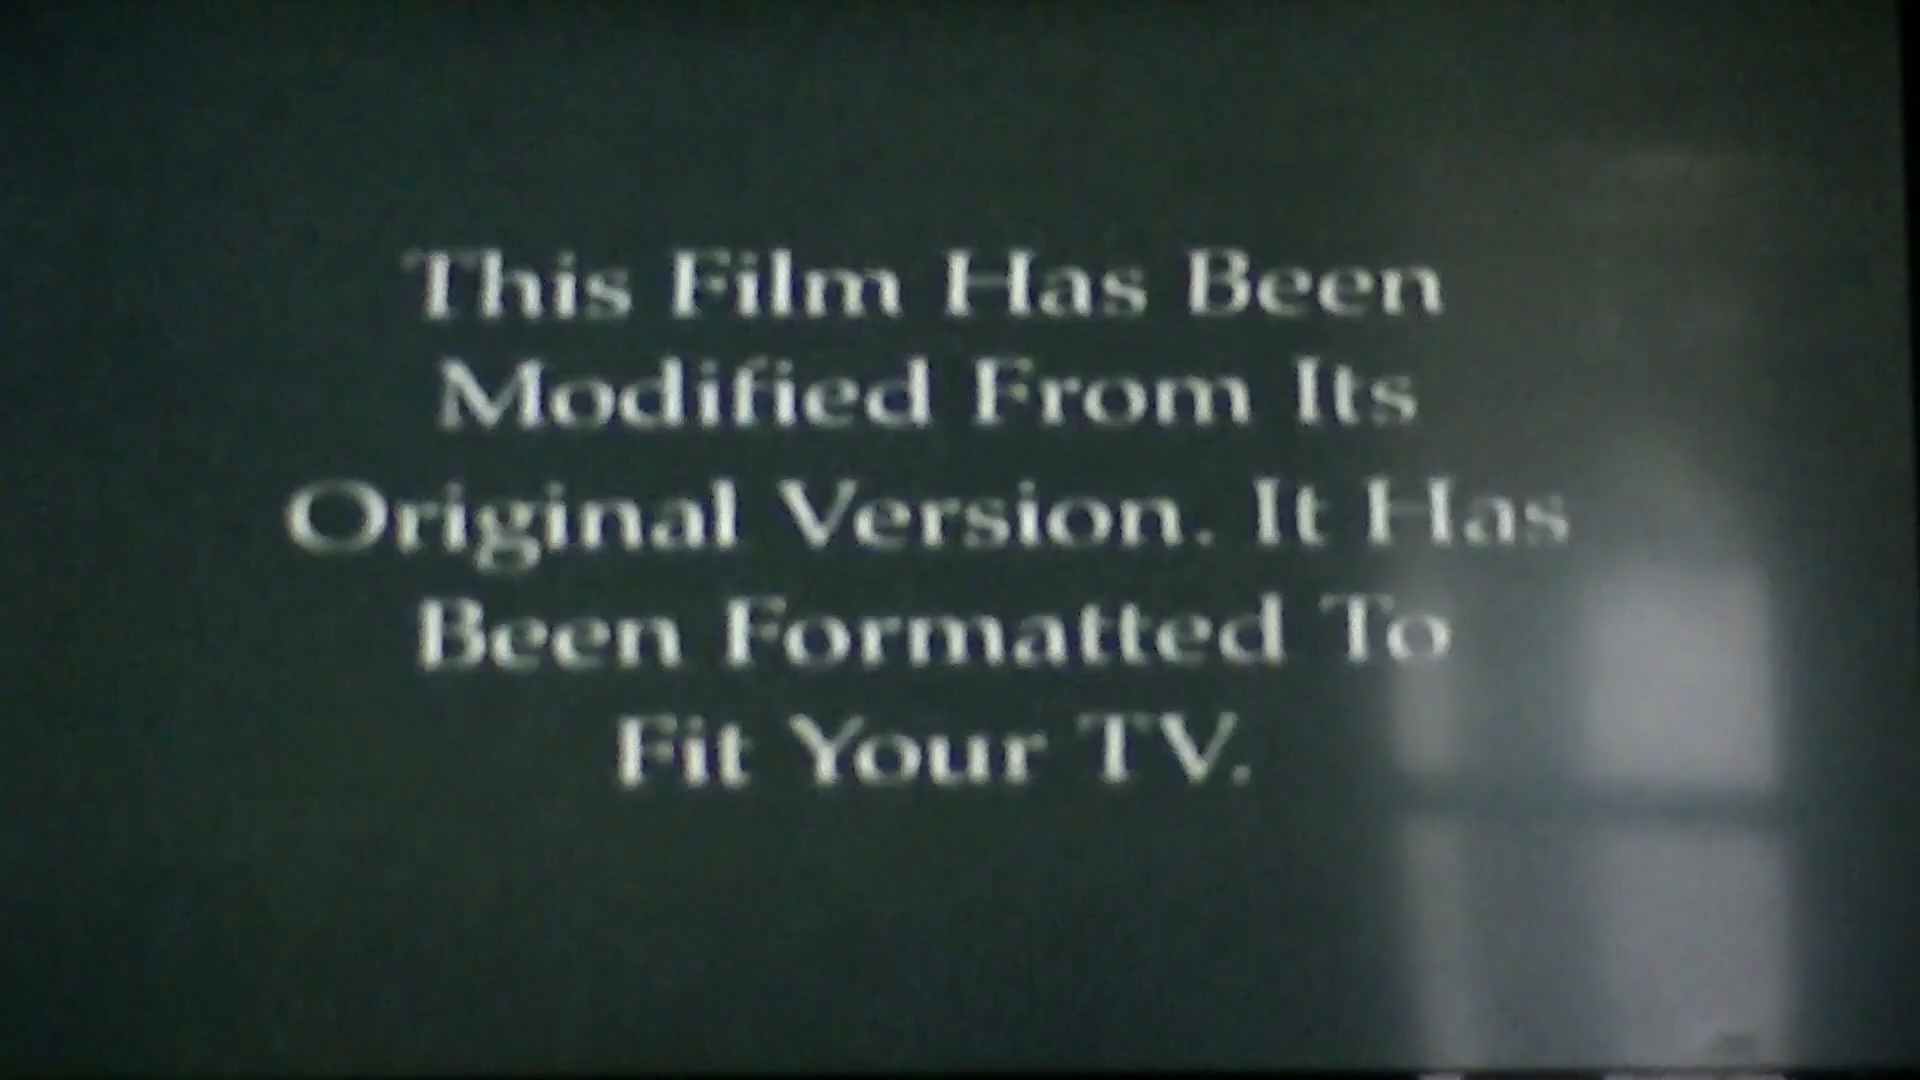 This Film Has Been
Modified From Its
Original Version. It Has
Been Formatted To
Fit Your TV.